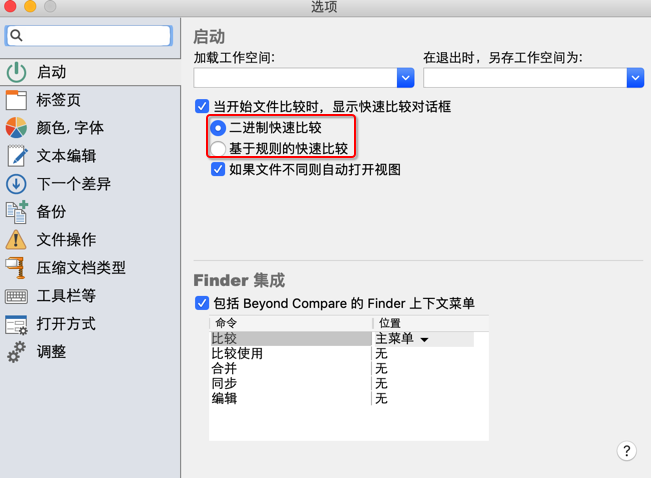 选项
启动
标签页
颜色, 字体
文本编辑
下一个差异
备份
文件操作
压缩文档类型
工具栏等
打开方式
调整
启动
加载工作空间:
在退出时，另存工作空间为:
当开始文件比较时，显示快速比较对话框
二进制快速比较
基于规则的快速比较
如果文件不同则自动打开视图
Finder 集成
包括 Beyond Compare 的 Finder 上下文菜单
命令 位置
比较 主菜单
比较使用 无
合并 无
同步 无
编辑 无
?